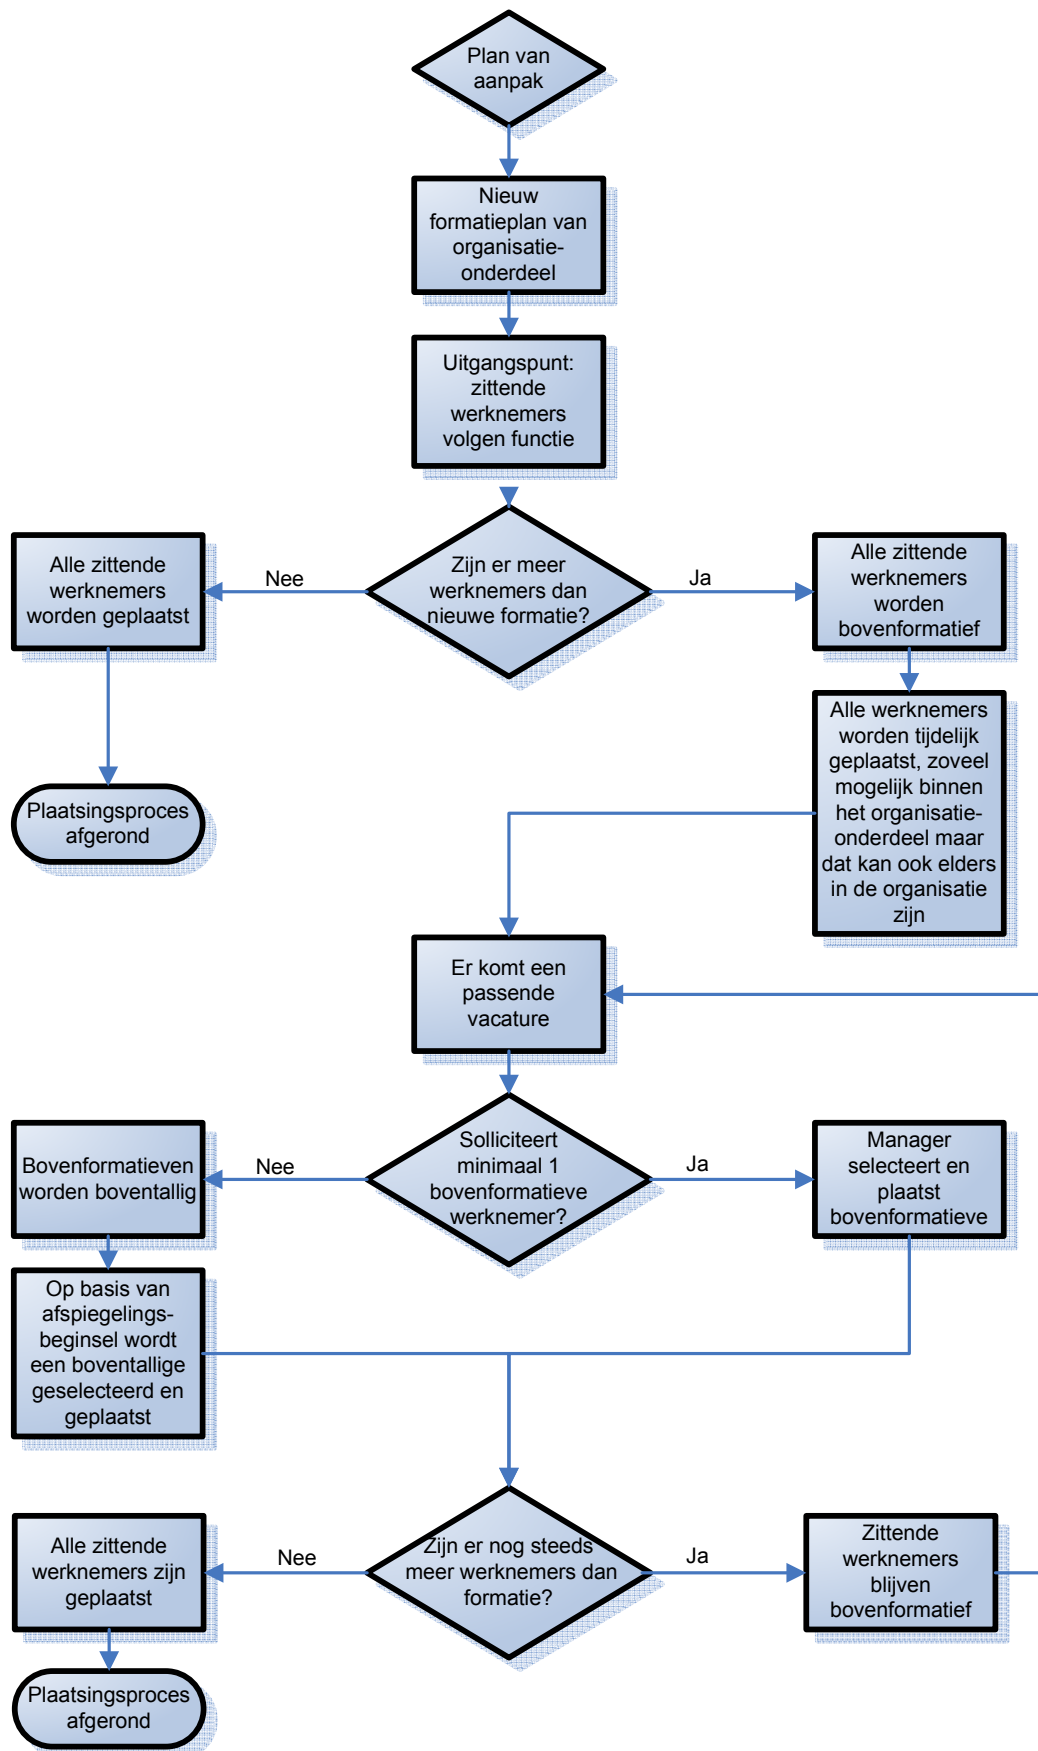 Plan van
aanpak
Nieuw
formatieplan van
organisatie-
onderdeel
Uitgangspunt:
zittende
werknemers
volgen functie
Alle zittende
werknemers
worden geplaatst
Nee
Zijn er meer
werknemers dan
nieuwe formatie?
Ja
Alle zittende
werknemers
worden
bovenformatief
Alle werknemers
worden tijdelijk
geplaatst, zoveel
mogelijk binnen
het organisatie-
onderdeel maar
dat kan ook elders
in de organisatie
zijn
Plaatsingsproces
afgerond
Er komt een
passende
vacature
Bovenformatieven
worden boventallig
Nee
Solliciteert
minimaal 1
bovenformatieve
werknemer?
Ja
Manager
selecteert en
plaatst
bovenformatieve
Op basis van
afspiegelings-
beginsel wordt
een boventallige
geselecteerd en
geplaatst
Alle zittende
werknemers zijn
geplaatst
Nee
Zijn er nog steeds
meer werknemers dan
formatie?
Ja
Zittende
werknemers
blijven
bovenformatief
Plaatsingsproces
afgerond